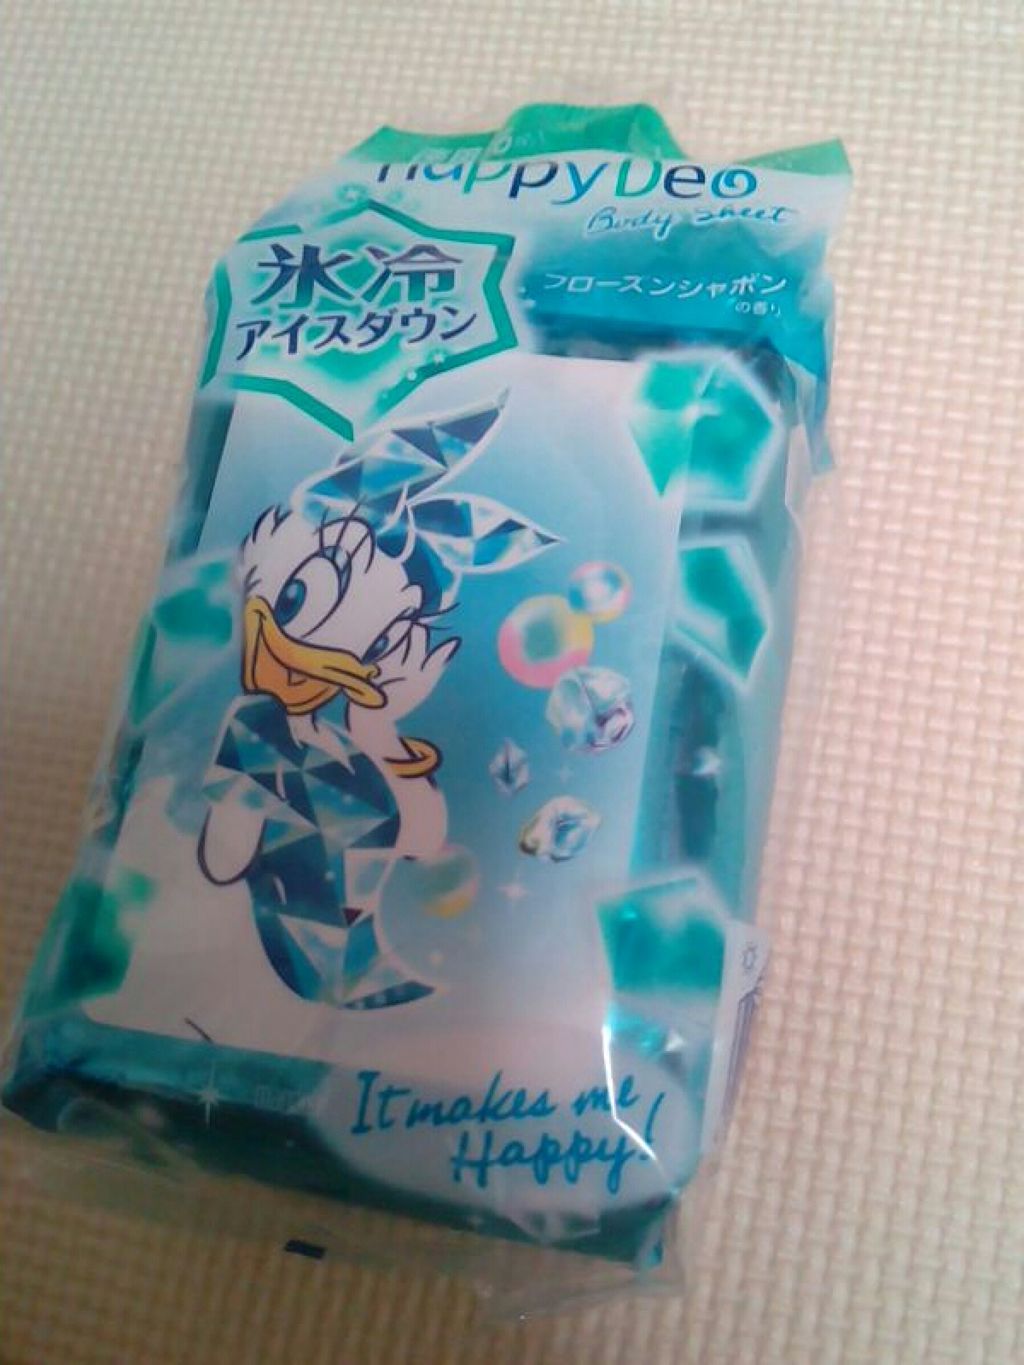 HappyDeo
Body Sheet
氷冷
アイスダウン
フローズンシャボン
の香り
It makes me
Happy!